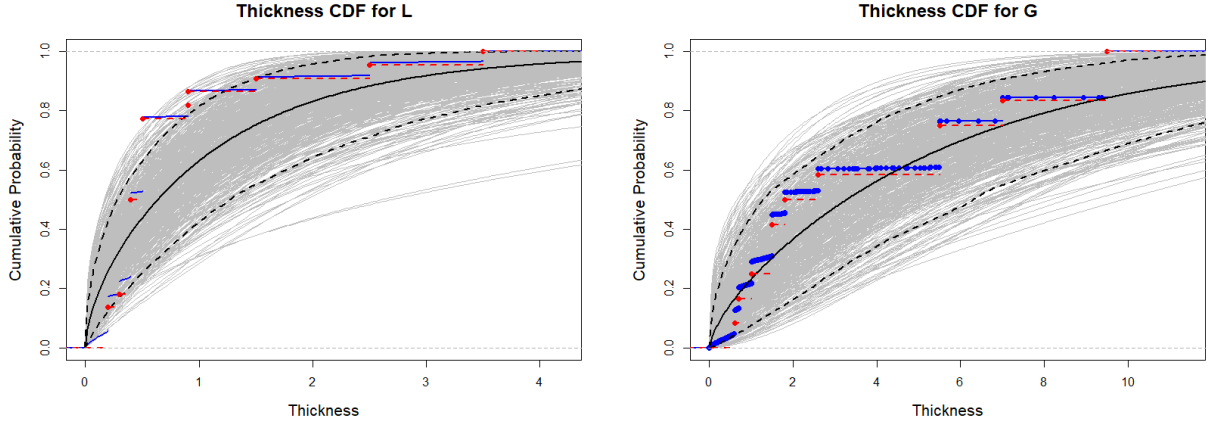 Thickness CDF for L
Cumulative Probability
1.0
0.8
0.6
0.4
0.2
0.0
0 1 2 3 4
Thickness
Thickness CDF for G
Cumulative Probability
1.0
0.8
0.6
0.4
0.2
0.0
0 2 4 6 8 10
Thickness